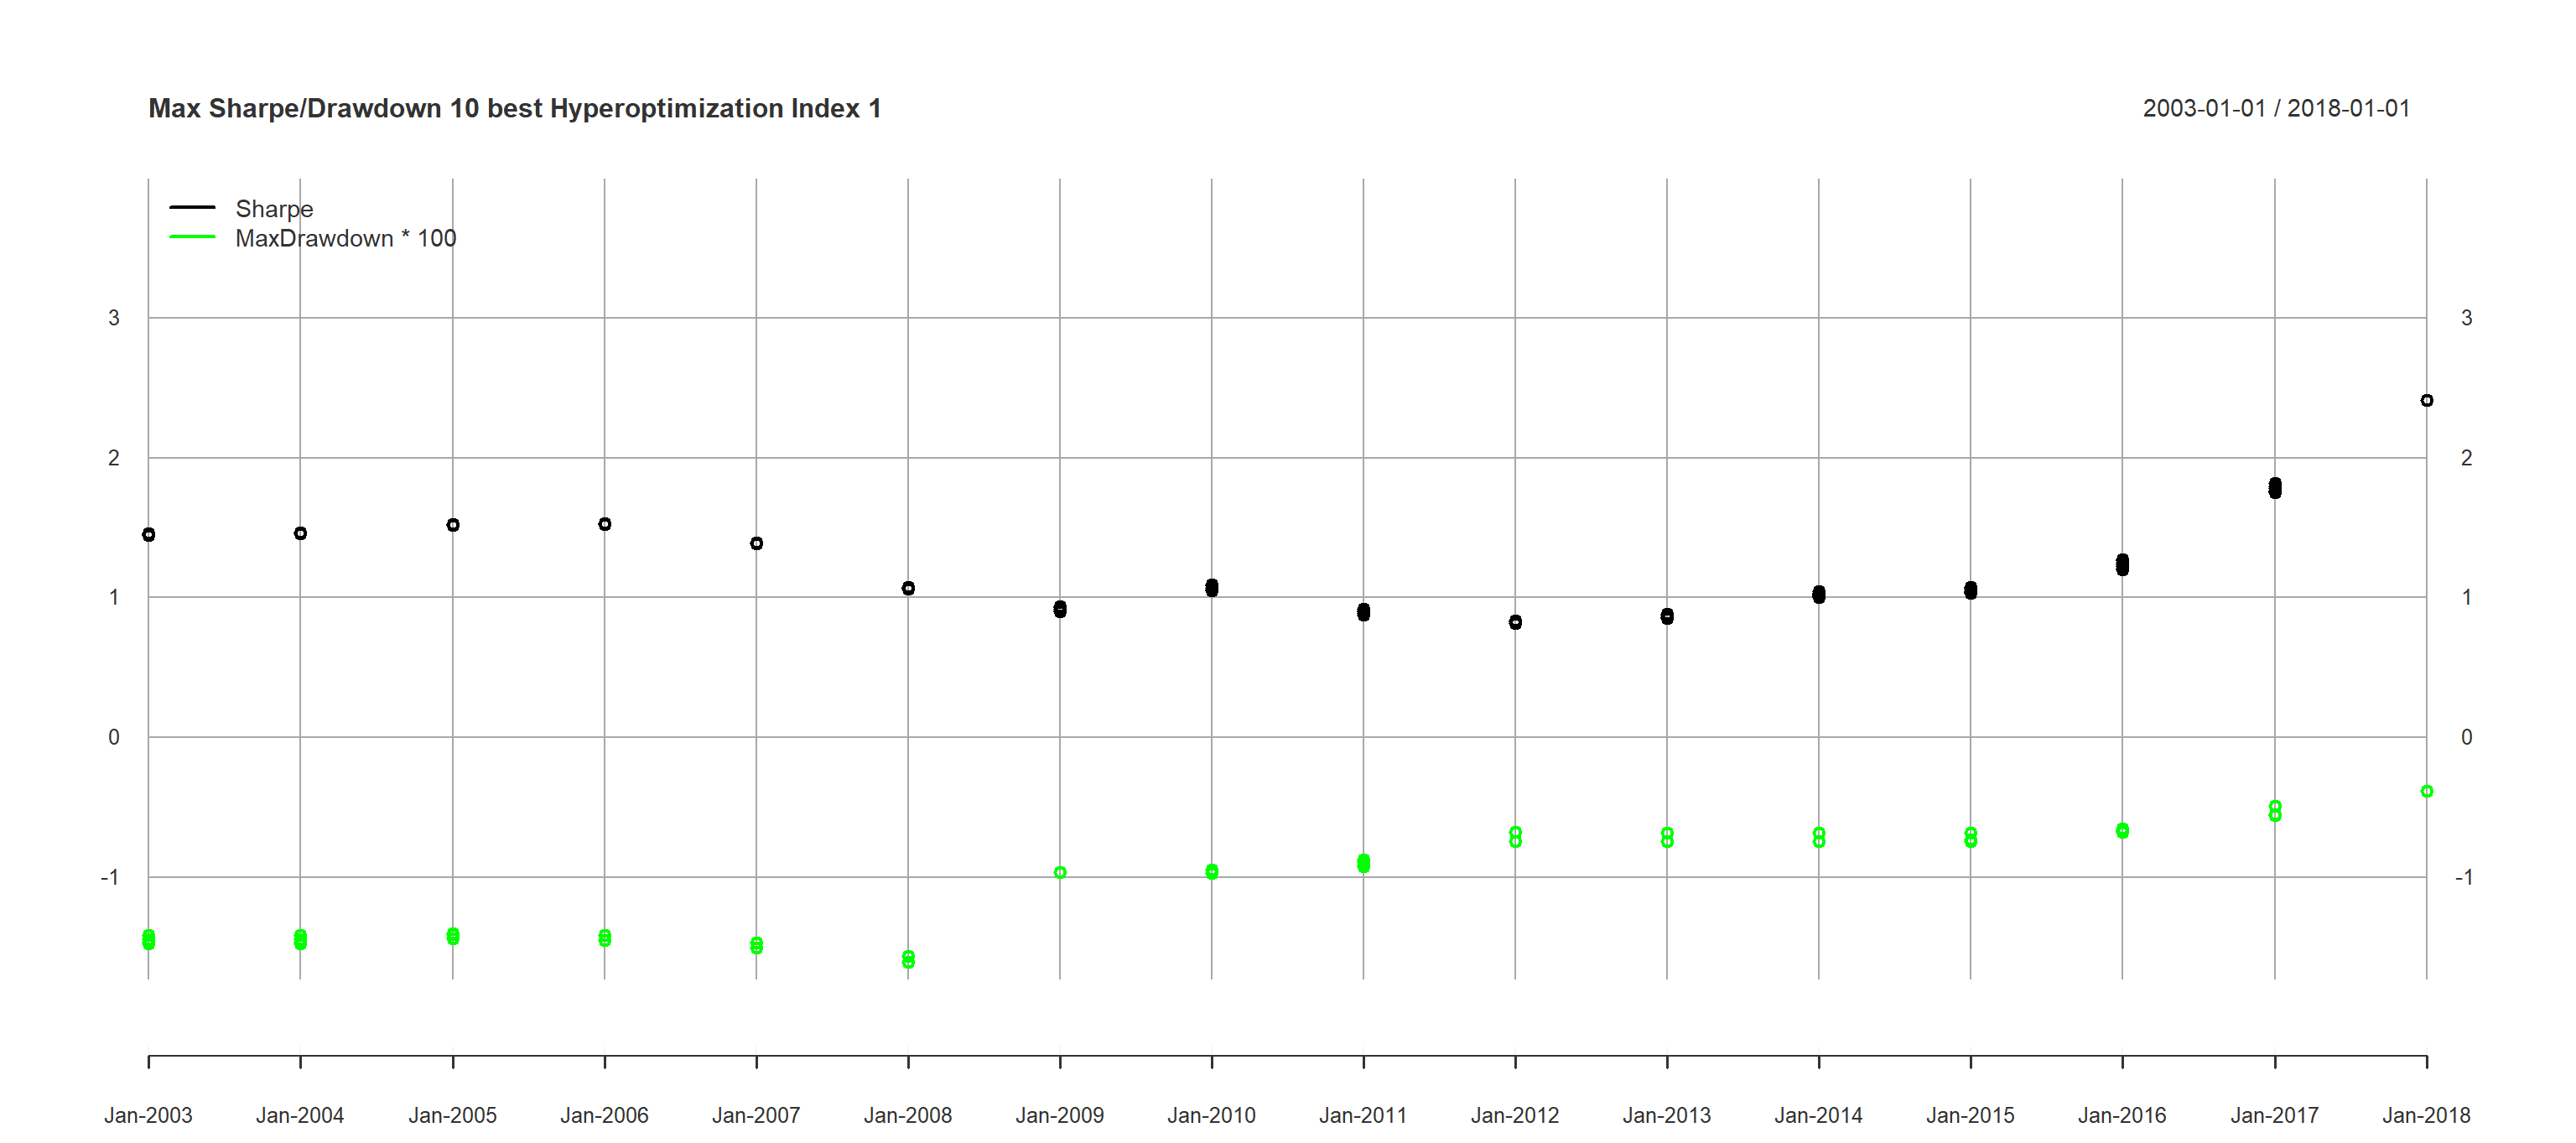 Max Sharpe/Drawdown 10 best Hyperoptimization Index 1
2003-01-01 / 2018-01-01
Sharpe
MaxDrawdown * 100
3 3
2 2
1 1
0 0
-1 -1
Jan-2003 Jan-2004 Jan-2005 Jan-2006 Jan-2007 Jan-2008 Jan-2009 Jan-2010 Jan-2011 Jan-2012 Jan-2013 Jan-2014 Jan-2015 Jan-2016 Jan-2017 Jan-2018